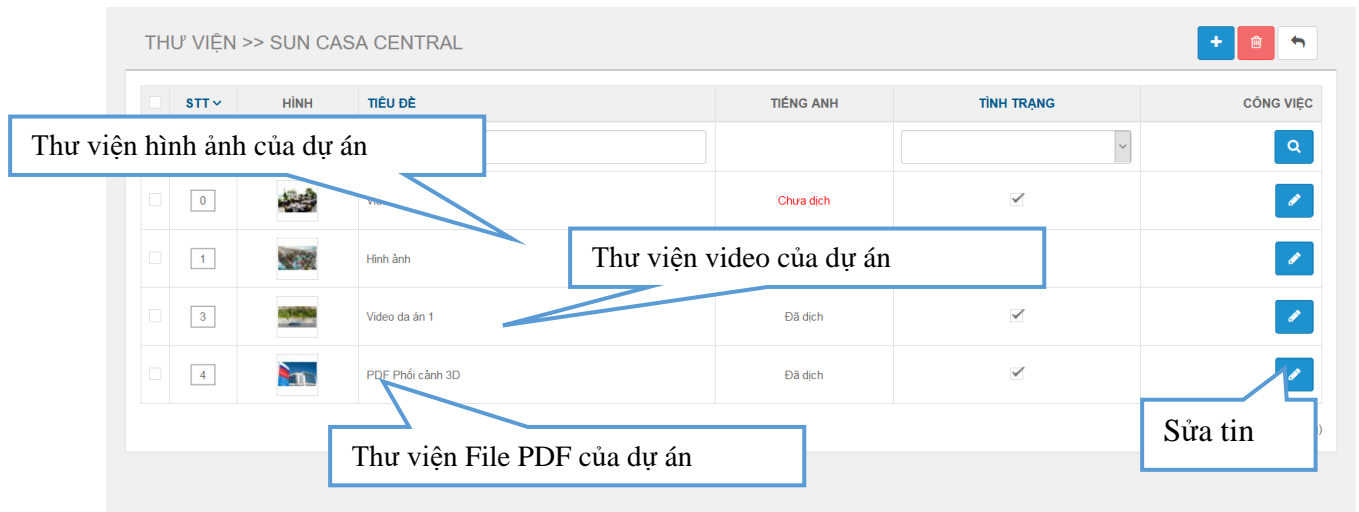 THƯ VIỆN >> SUN CASA CENTRAL
STT HÌNH TIÊU ĐỀ TIẾNG ANH TÌNH TRẠNG CÔNG VIỆC
Thư viện hình ảnh của dự án
0 Chưa dịch
Thư viện video của dự án
1 Hình ảnh
3 Video da án 1 Đã dịch
4 PDF Phối cảnh 3D Đã dịch
Sửa tin
Thư viện File PDF của dự án
)